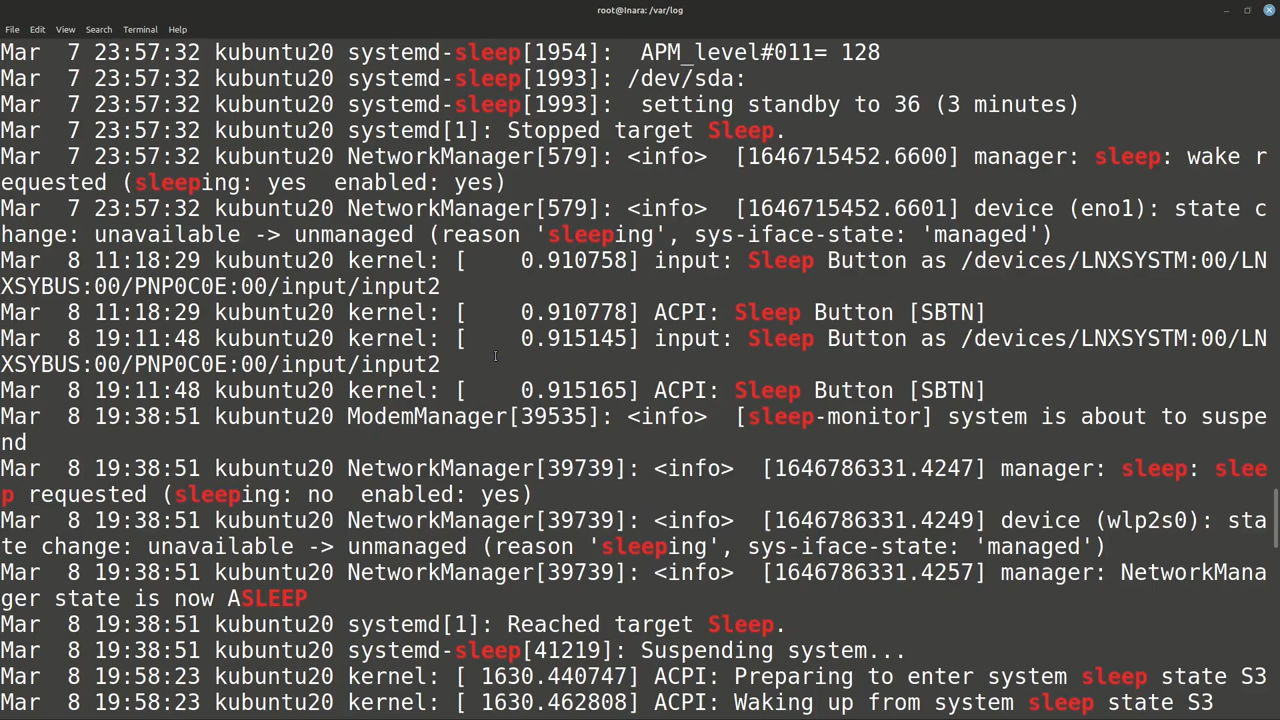 root@Inara: /var/log
File Edit View Search Terminal Help
Mar  7 23:57:32 kubuntu20 systemd-sleep[1954]:  APM_level#011= 128
Mar  7 23:57:32 kubuntu20 systemd-sleep[1993]: /dev/sda:
Mar  7 23:57:32 kubuntu20 systemd-sleep[1993]:  setting standby to 36 (3 minutes)
Mar  7 23:57:32 kubuntu20 systemd[1]: Stopped target Sleep.
Mar  7 23:57:32 kubuntu20 NetworkManager[579]: <info>  [1646715452.6600] manager: sleep: wake r
equested (sleeping: yes  enabled: yes)
Mar  7 23:57:32 kubuntu20 NetworkManager[579]: <info>  [1646715452.6601] device (eno1): state c
hange: unavailable -> unmanaged (reason 'sleeping', sys-iface-state: 'managed')
Mar  8 11:18:29 kubuntu20 kernel: [    0.910758] input: Sleep Button as /devices/LNXSYSTM:00/LN
XSYBUS:00/PNP0C0E:00/input/input2
Mar  8 11:18:29 kubuntu20 kernel: [    0.910778] ACPI: Sleep Button [SBTN]
Mar  8 19:11:48 kubuntu20 kernel: [    0.915145] input: Sleep Button as /devices/LNXSYSTM:00/LN
XSYBUS:00/PNP0C0E:00/input/input2
Mar  8 19:11:48 kubuntu20 kernel: [    0.915165] ACPI: Sleep Button [SBTN]
Mar  8 19:38:51 kubuntu20 ModemManager[39535]: <info>  [sleep-monitor] system is about to suspe
nd
Mar  8 19:38:51 kubuntu20 NetworkManager[39739]: <info>  [1646786331.4247] manager: sleep: slee
p requested (sleeping: no  enabled: yes)
Mar  8 19:38:51 kubuntu20 NetworkManager[39739]: <info>  [1646786331.4249] device (wlp2s0): sta
te change: unavailable -> unmanaged (reason 'sleeping', sys-iface-state: 'managed')
Mar  8 19:38:51 kubuntu20 NetworkManager[39739]: <info>  [1646786331.4257] manager: NetworkMana
ger state is now ASLEEP
Mar  8 19:38:51 kubuntu20 systemd[1]: Reached target Sleep.
Mar  8 19:38:51 kubuntu20 systemd-sleep[41219]: Suspending system...
Mar  8 19:58:23 kubuntu20 kernel: [ 1630.440747] ACPI: Preparing to enter system sleep state S3
Mar  8 19:58:23 kubuntu20 kernel: [ 1630.462808] ACPI: Waking up from system sleep state S3